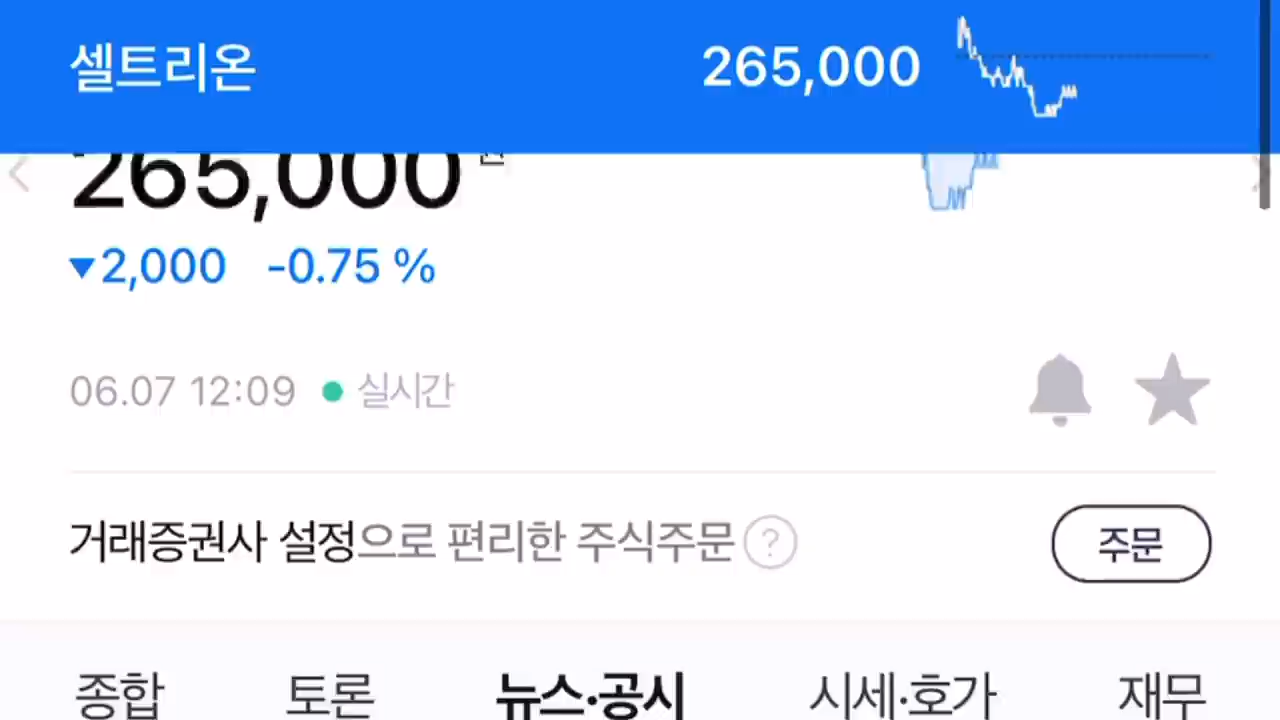 셀트리온 265,000
265,000
▼2,000 -0.75 %
06.07 12:09 실시간
거래증권사 설정으로 편리한 주식주문 ? 주문
종합 토론 뉴스·공시 시세·호가 재무